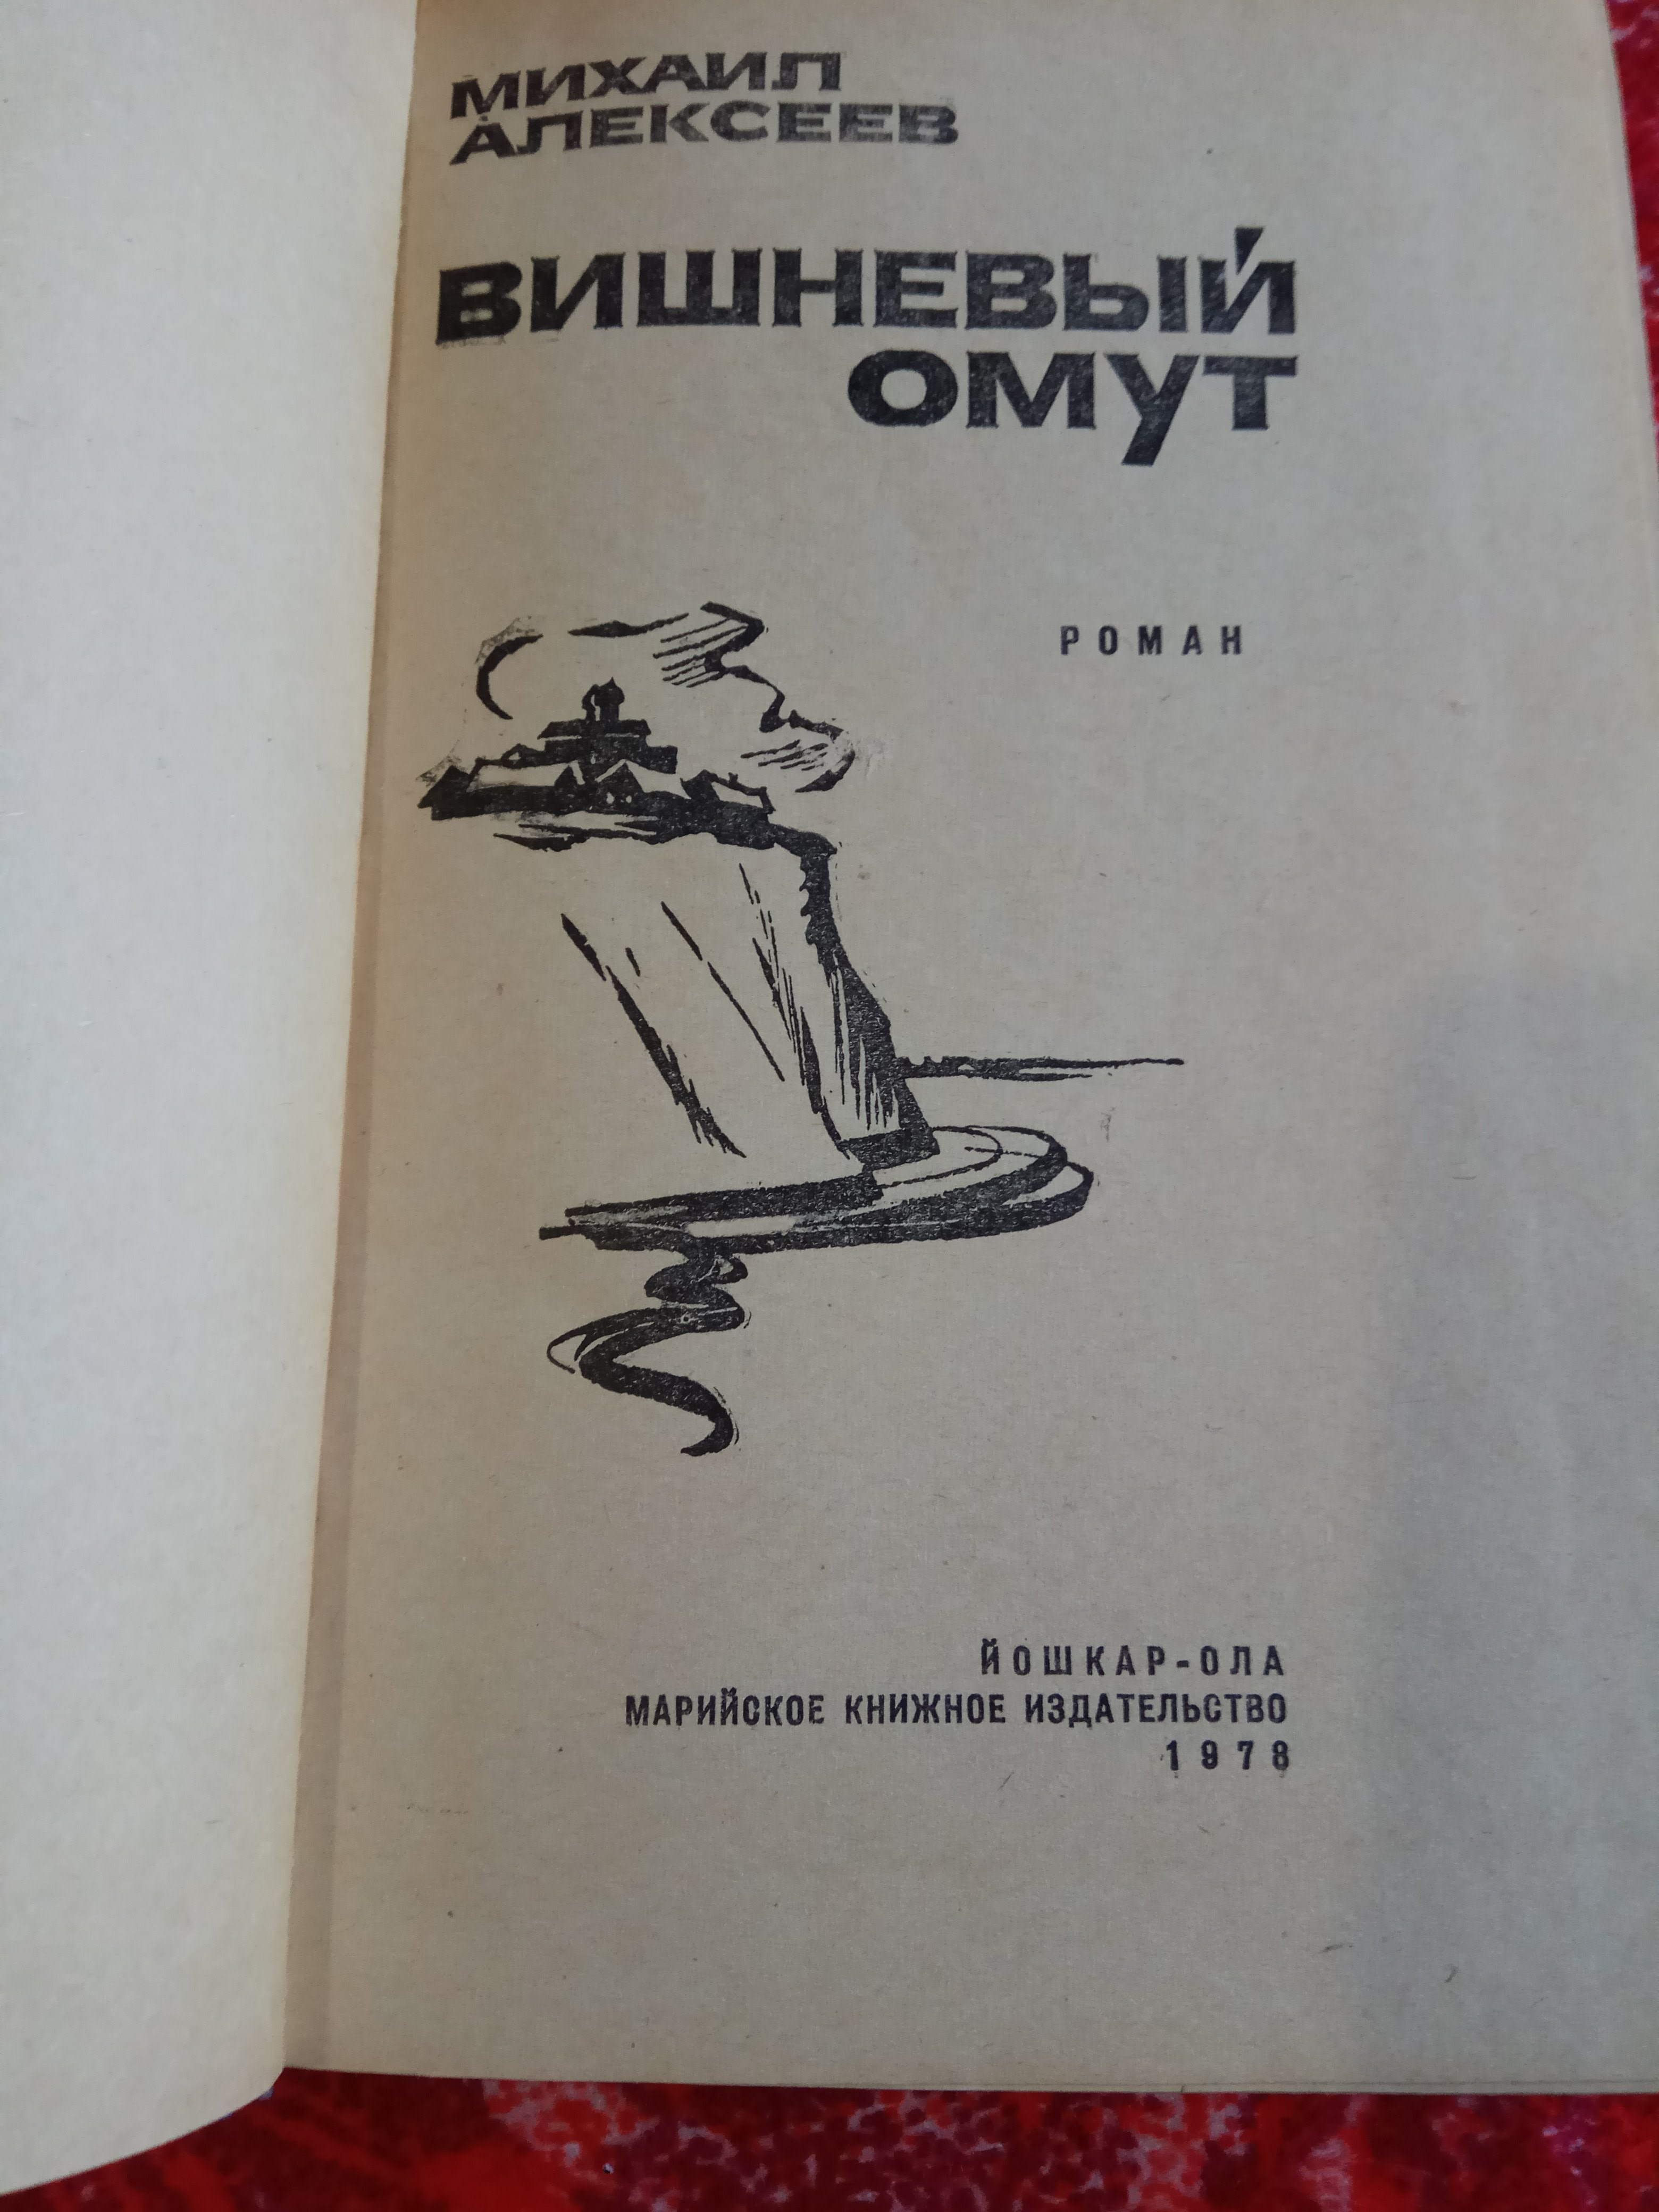 МИХАИЛ
АЛЕКСЕЕВ
ВИШНЕВЫЙ
ОМУТ
РОМАН
ЙОШКАР-ОЛА
МАРИЙСКОЕ КНИЖНОЕ ИЗДАТЕЛЬСТВО
1978